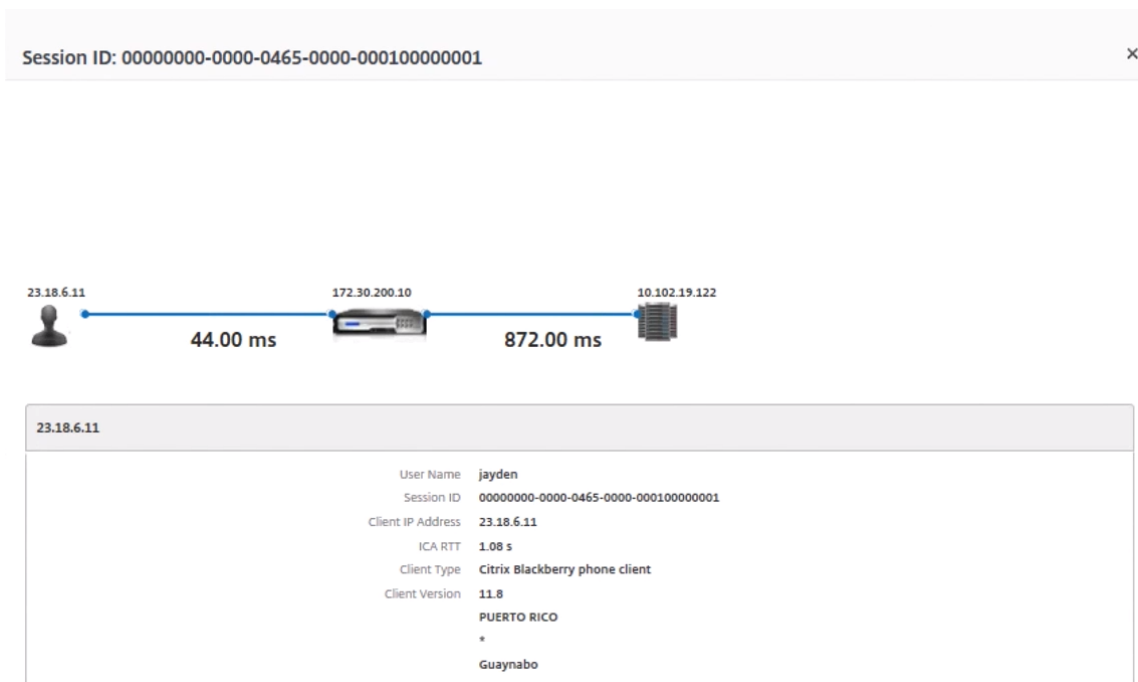 Session ID: 00000000-0000-0465-0000-000100000001 ×
23.18.6.11 172.30.200.10 10.102.19.122
44.00 ms 872.00 ms
23.18.6.11
User Name jayden
Session ID 00000000-0000-0465-0000-000100000001
Client IP Address 23.18.6.11
ICA RTT 1.08 s
Client Type Citrix Blackberry phone client
Client Version 11.8
PUERTO RICO
*
Guaynabo